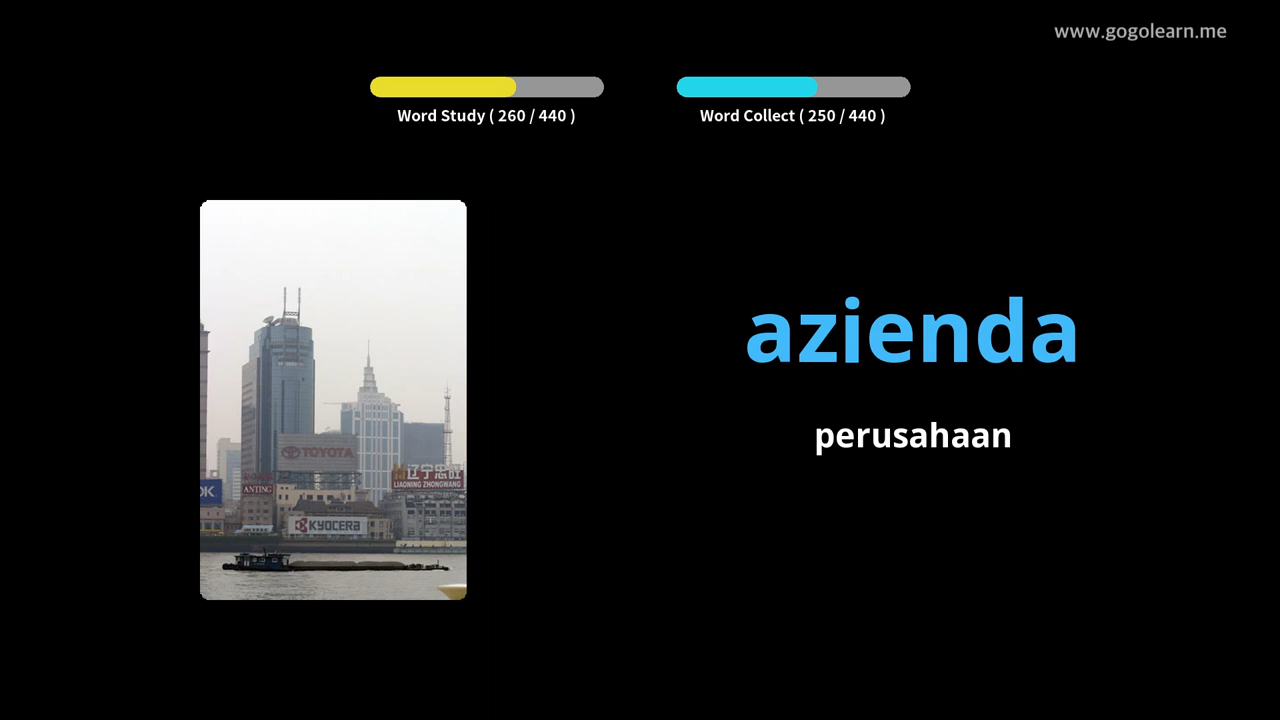 www.gogolearn.me
Word Study ( 260 / 440 )
Word Collect ( 250 / 440 )
azienda
perusahaan
TOYOTA
辽宁忠旺
LIAONING ZHONGWANG
ANTING
KYOCERA